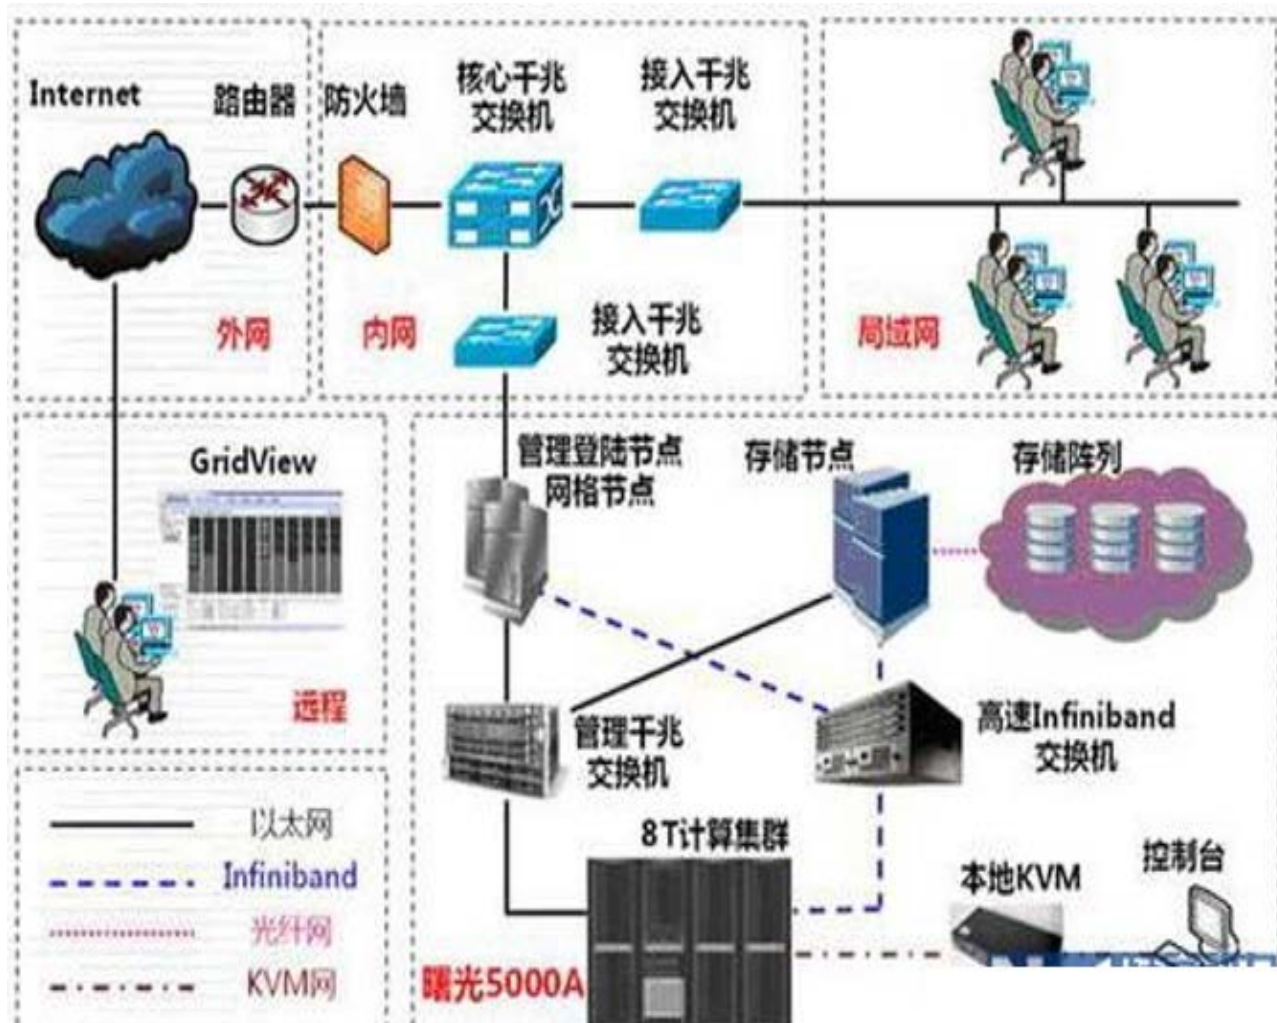 Internet
路由器
防火墙
核心千兆
交换机
接入千兆
交换机
外网
内网
接入千兆
交换机
局域网
GridView
远程
管理登陆节点
网格节点
存储节点
存储阵列
管理千兆
交换机
高速Infiniband
交换机
8T计算集群
本地KVM
控制台
曙光5000A
以太网
Infiniband
光纤网
KVM网